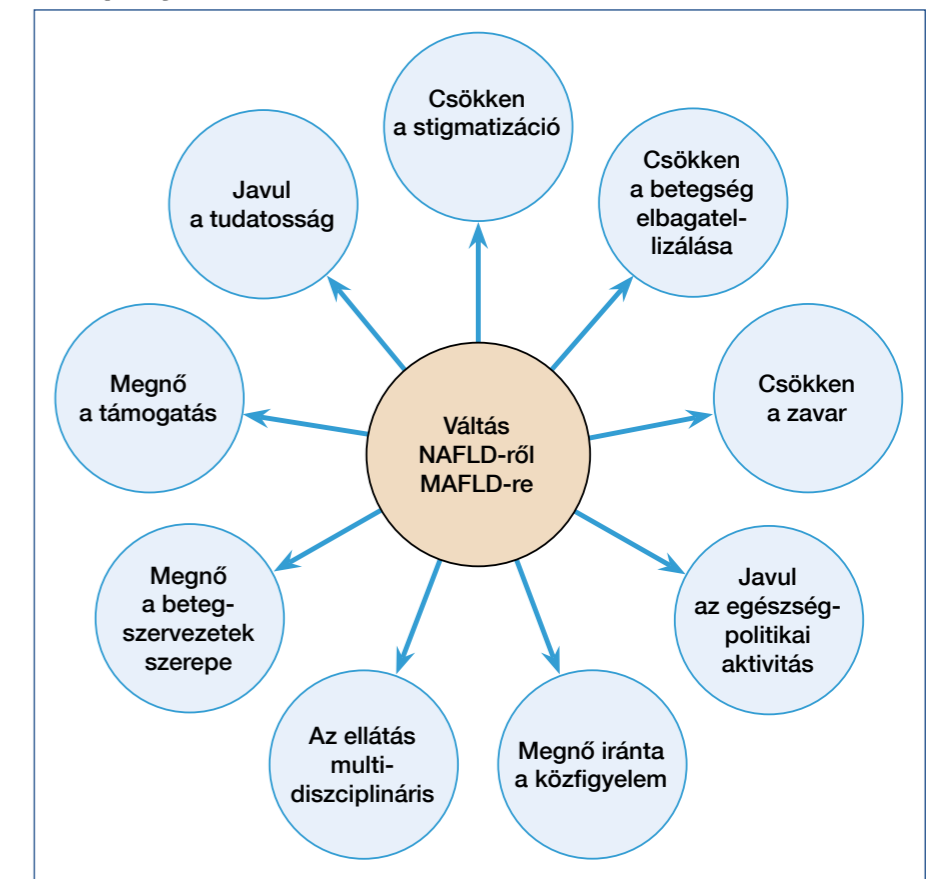 Csökken
a stigmatizáció
Csökken
a betegség
elbagatel-
lizálása
Javul
a tudatosság
Megnő
a támogatás
Csökken
a zavar
Váltás
NAFLD-ről
MAFLD-re
Megnő
a beteg-
szervezetek
szerepe
Javul
az egészség-
politikai
aktivitás
Az ellátás
multi-
diszciplináris
Megnő iránta
a közfigyelem